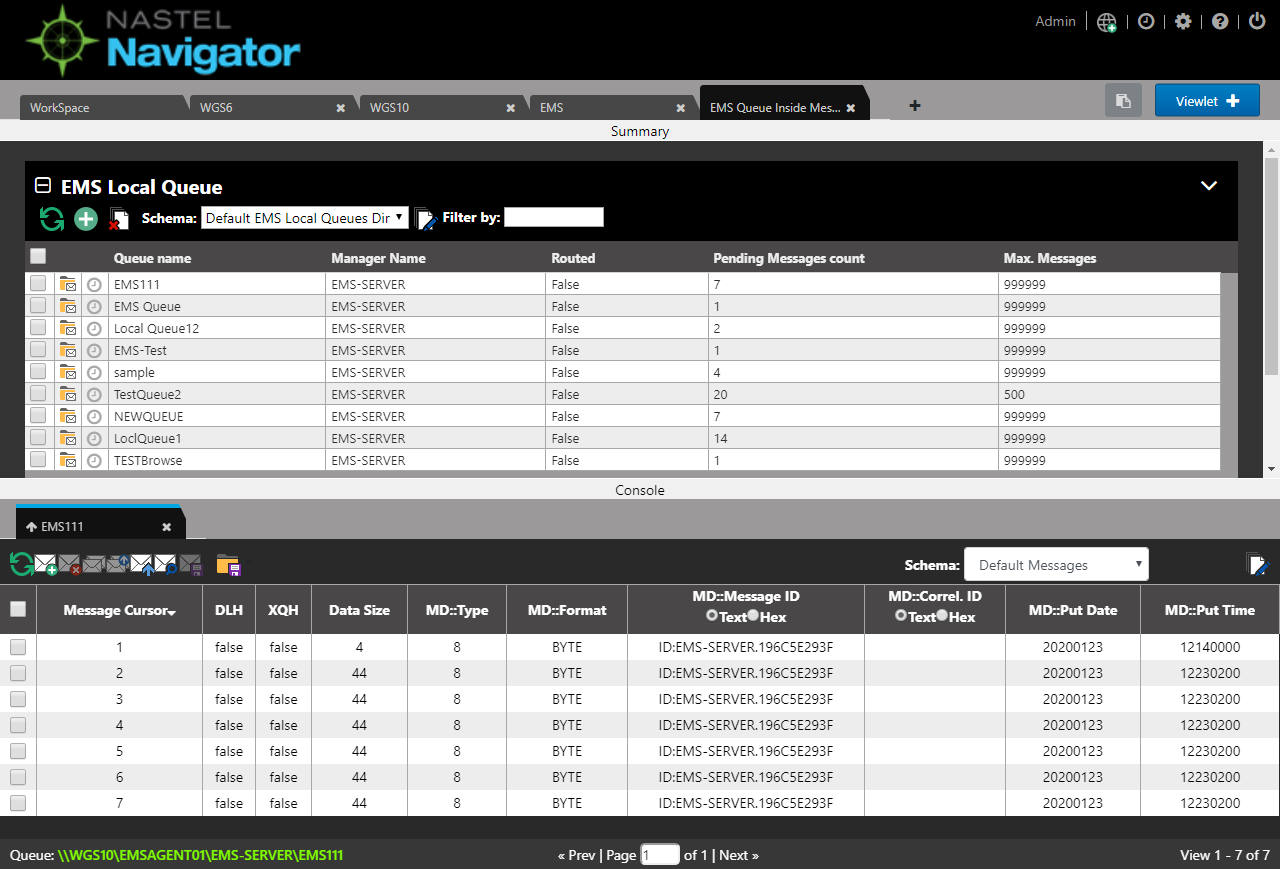 NASTEL
Navigator
Admin
WorkSpace WGS6 WGS10 EMS EMS Queue Inside Mes... Viewlet
Summary
EMS Local Queue
Schema: Default EMS Local Queues Dir Filter by:
Queue name Manager Name Routed Pending Messages count Max. Messages
EMS111 EMS-SERVER False 7 999999
EMS Queue EMS-SERVER False 1 999999
Local Queue12 EMS-SERVER False 2 999999
EMS-Test EMS-SERVER False 1 999999
sample EMS-SERVER False 4 999999
TestQueue2 EMS-SERVER False 20 500
NEWQUEUE EMS-SERVER False 7 999999
LoclQueue1 EMS-SERVER False 14 999999
TESTBrowse EMS-SERVER False 1 999999
Console
EMS111
Schema: Default Messages
Message Cursor DLH XQH Data Size MD::Type MD::Format MD::Message ID Text Hex MD::Correl. ID Text Hex MD::Put Date MD::Put Time
1 false false 4 8 BYTE ID:EMS-SERVER.196C5E293F 20200123 12140000
2 false false 44 8 BYTE ID:EMS-SERVER.196C5E293F 20200123 12230200
3 false false 44 8 BYTE ID:EMS-SERVER.196C5E293F 20200123 12230200
4 false false 44 8 BYTE ID:EMS-SERVER.196C5E293F 20200123 12230200
5 false false 44 8 BYTE ID:EMS-SERVER.196C5E293F 20200123 12230200
6 false false 44 8 BYTE ID:EMS-SERVER.196C5E293F 20200123 12230200
7 false false 44 8 BYTE ID:EMS-SERVER.196C5E293F 20200123 12230200
Queue: \\WGS10\EMSAGENT01\EMS-SERVER\EMS111 « Prev | Page 1 of 1 | Next » View 1 - 7 of 7